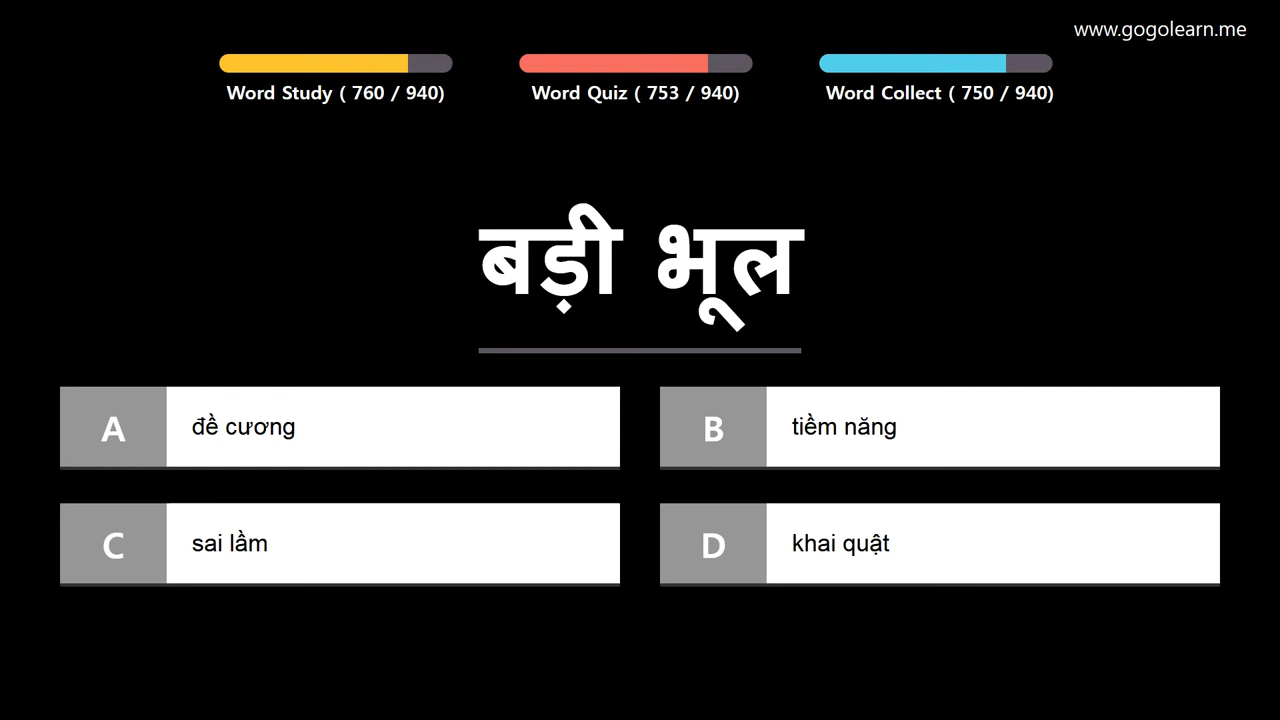 www.gogolearn.me
Word Study ( 760 / 940)
Word Quiz ( 753 / 940)
Word Collect ( 750 / 940)
बड़ी भूल
A
đề cương
B
tiềm năng
C
sai lầm
D
khai quật